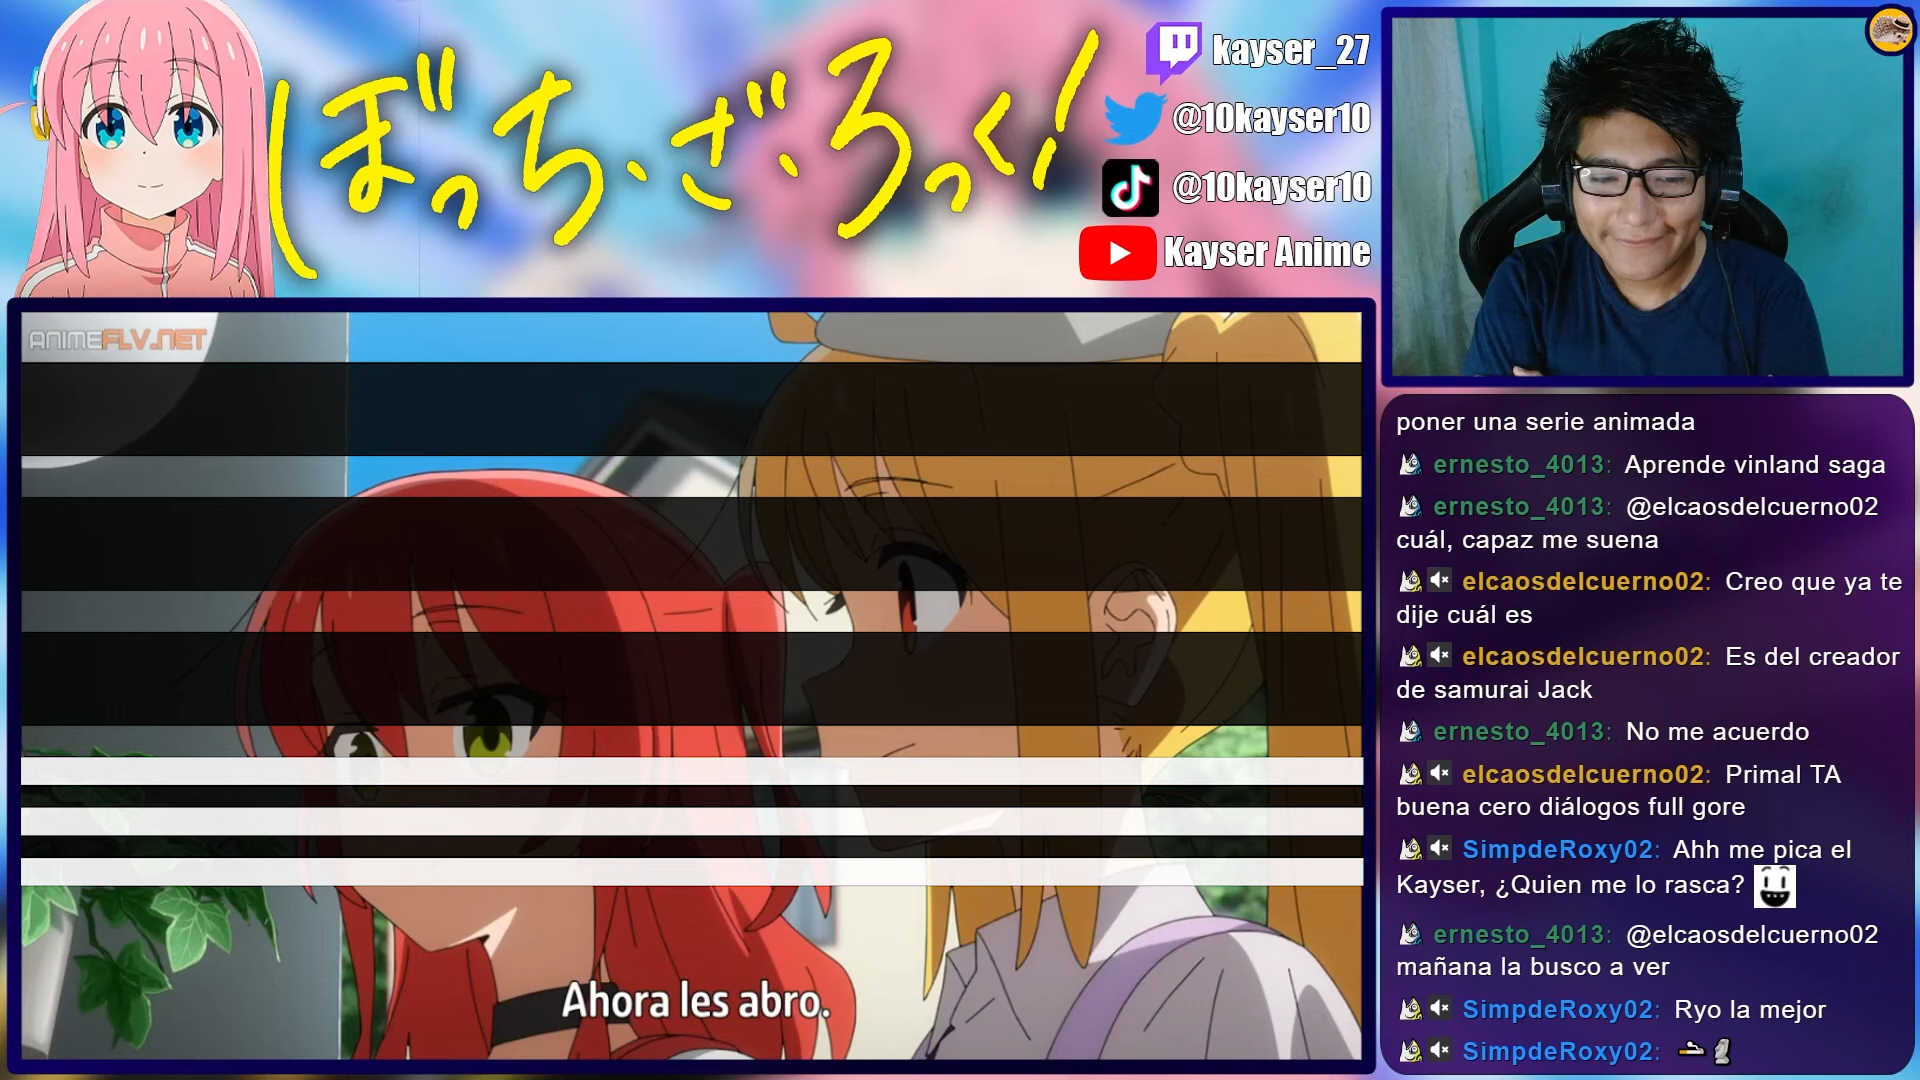 ぼっち・ざ・ろっく!
kayser_27
@10kayser10
@10kayser10
Kayser Anime
ANIMEFLV.NET
Ahora les abro.
poner una serie animada
ernesto_4013: Aprende vinland saga
ernesto_4013: @elcaosdelcuerno02
cuál, capaz me suena
elcaosdelcuerno02: Creo que ya te
dije cuál es
elcaosdelcuerno02: Es del creador
de samurai Jack
ernesto_4013: No me acuerdo
elcaosdelcuerno02: Primal TA
buena cero diálogos full gore
SimpdeRoxy02: Ahh me pica el
Kayser, ¿Quien me lo rasca?
ernesto_4013: @elcaosdelcuerno02
mañana la busco a ver
SimpdeRoxy02: Ryo la mejor
SimpdeRoxy02: